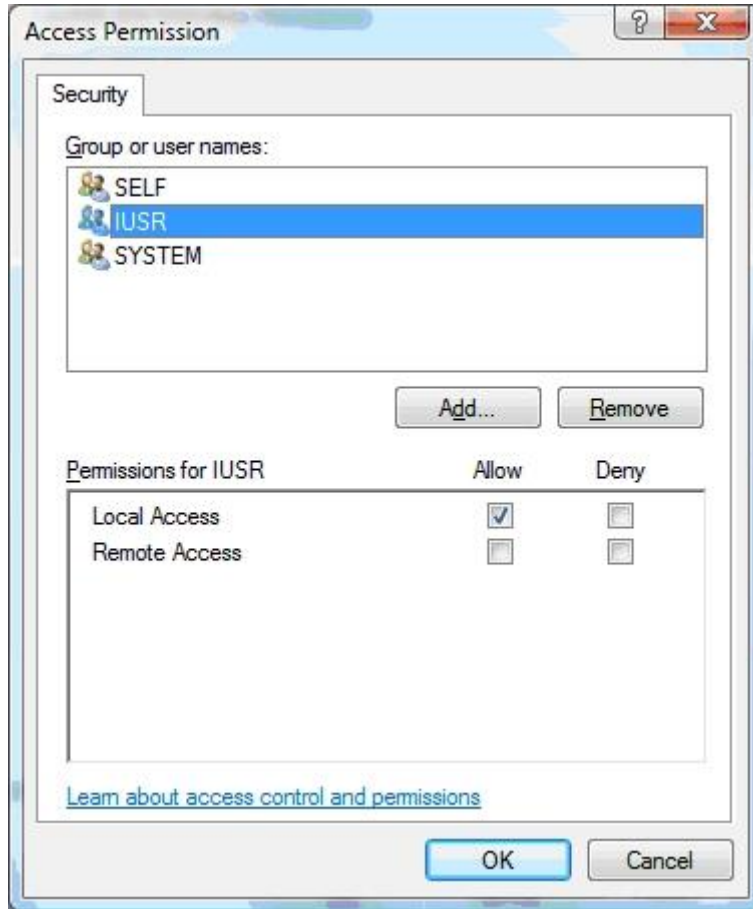 Access Permission
Security
Group or user names:
SELF
IUSR
SYSTEM
Add... Remove
Permissions for IUSR Allow Deny
Local Access
Remote Access
Learn about access control and permissions
OK Cancel